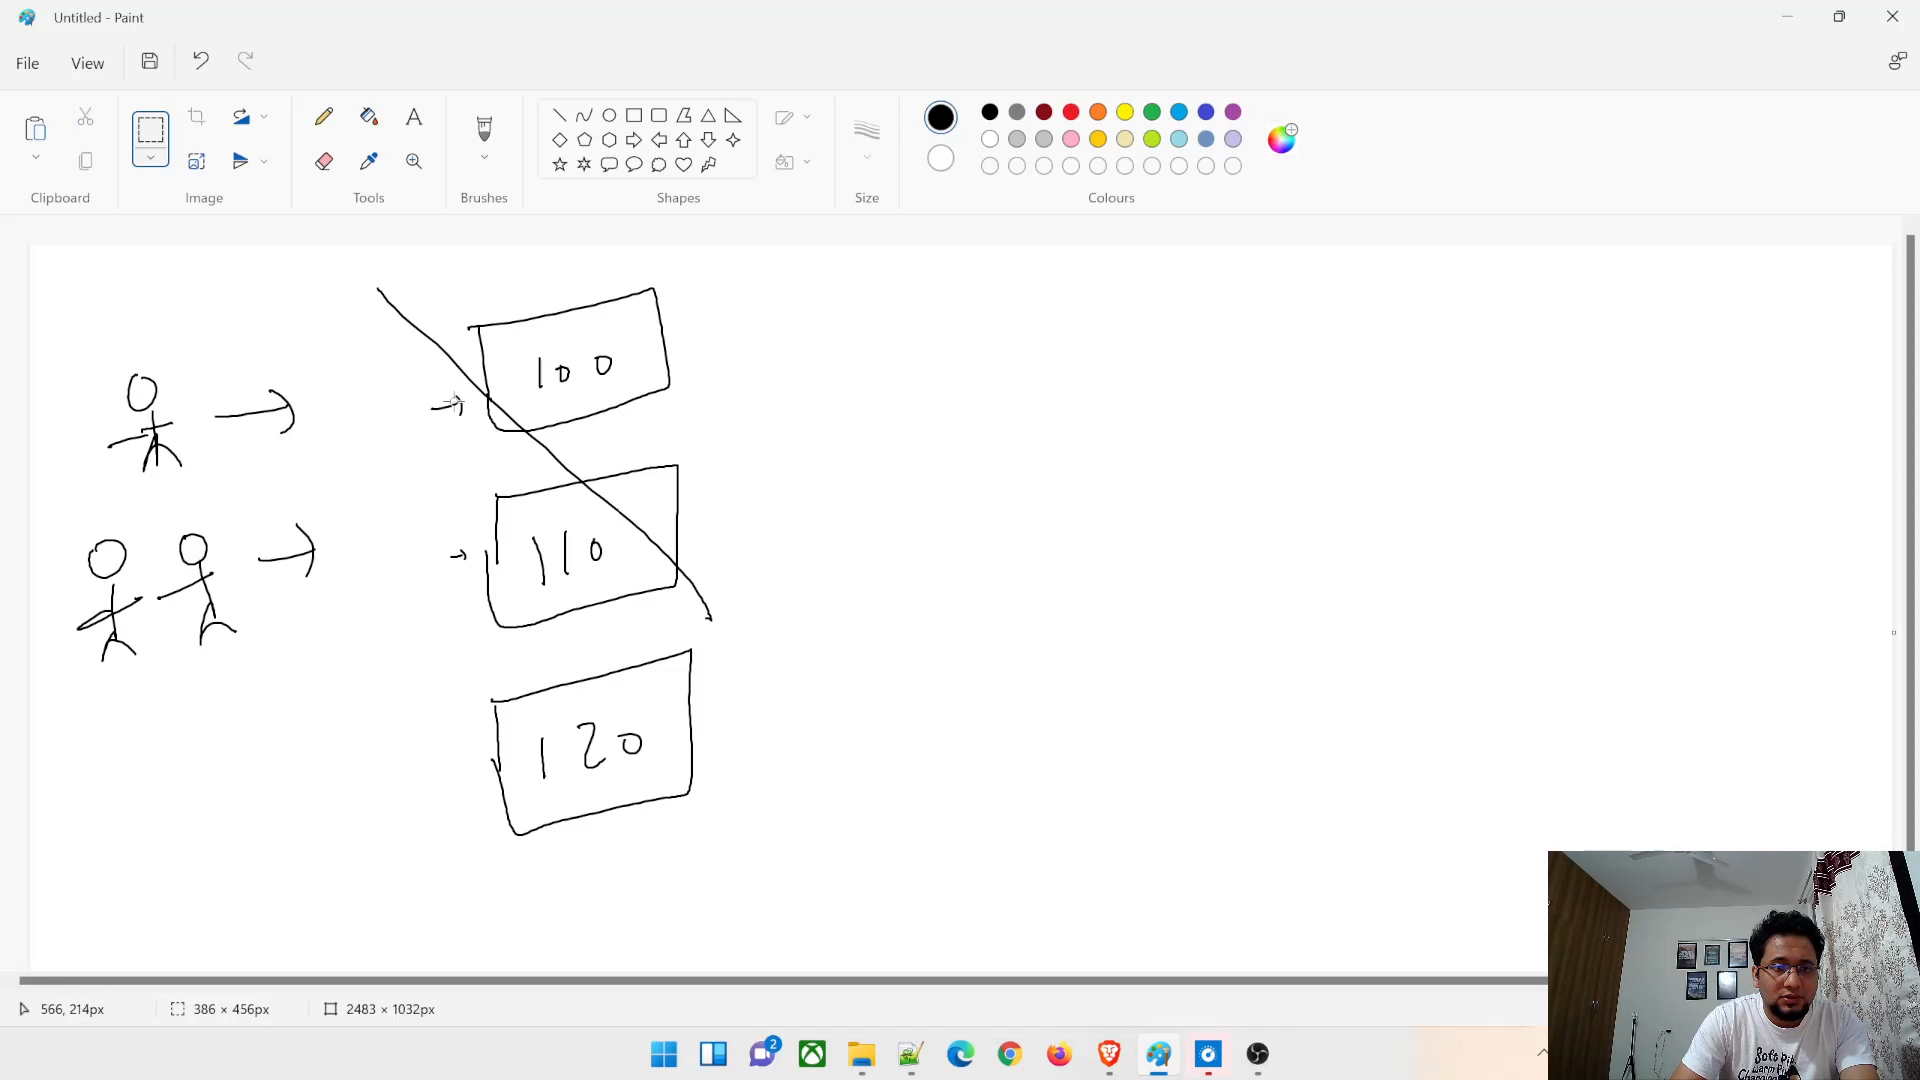 Untitled - Paint
File View
Clipboard Image Tools Brushes Shapes Size Colours
100
110
120
566, 214px 386 × 456px 2483 × 1032px
2